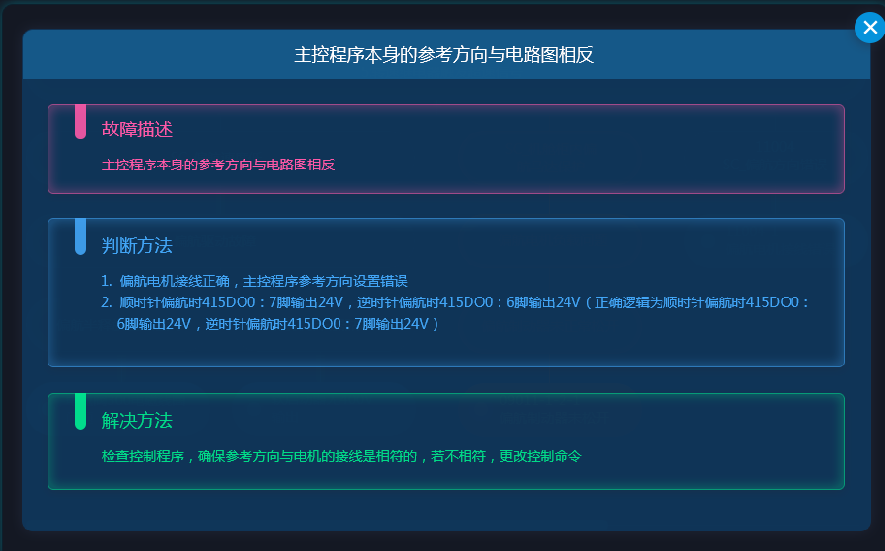 主控程序本身的参考方向与电路图相反
故障描述
主控程序本身的参考方向与电路图相反
判断方法
1. 偏航电机接线正确，主控程序参考方向设置错误
2. 顺时针偏航时415DO0：7脚输出24V，逆时针偏航时415DO0：6脚输出24V（正确逻辑为顺时针偏航时415DO0：
6脚输出24V，逆时针偏航时415DO0：7脚输出24V）
解决方法
检查控制程序，确保参考方向与电机的接线是相符的，若不相符，更改控制命令